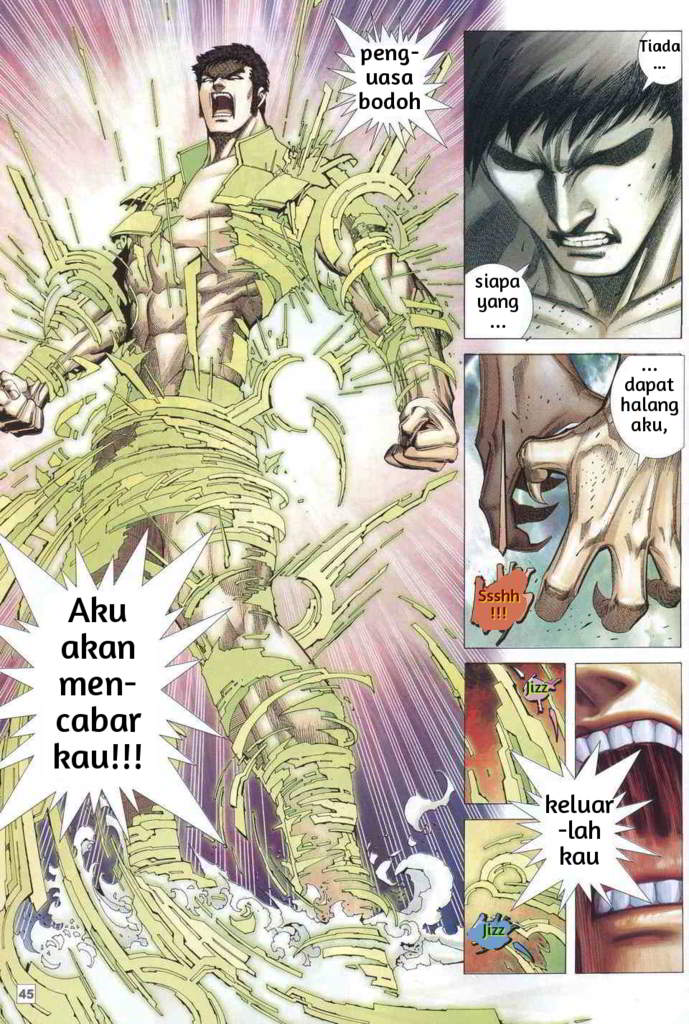 Tiada
...
siapa
yang
...
...
dapat
halang
aku,
Ssshh
!!!
Jizz
keluar
-lah
kau
Jizz
peng-
uasa
bodoh
Aku
akan
men-
cabar
kau!!!
45